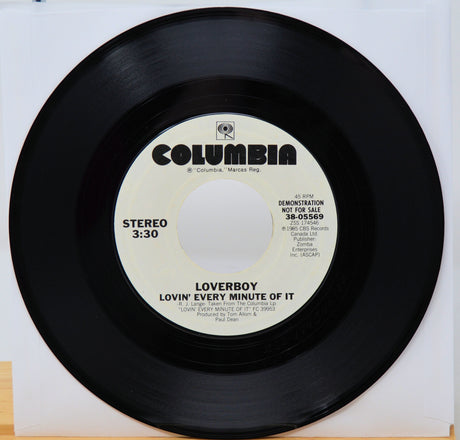 COLUMBIA
® "Columbia," Marcas Reg.
45 RPM
DEMONSTRATION
NOT FOR SALE
38-05569
ZSS 174546
℗1985 CBS Records
Canada Ltd.
Publisher:
Zomba
Enterprises
Inc. (ASCAP)
STEREO
3:30
LOVERBOY
LOVIN' EVERY MINUTE OF IT
R. J. Lange- Taken From The Columbia Lp
"LOVIN' EVERY MINUTE OF IT" FC 39953
Produced by Tom Allom &
Paul Dean